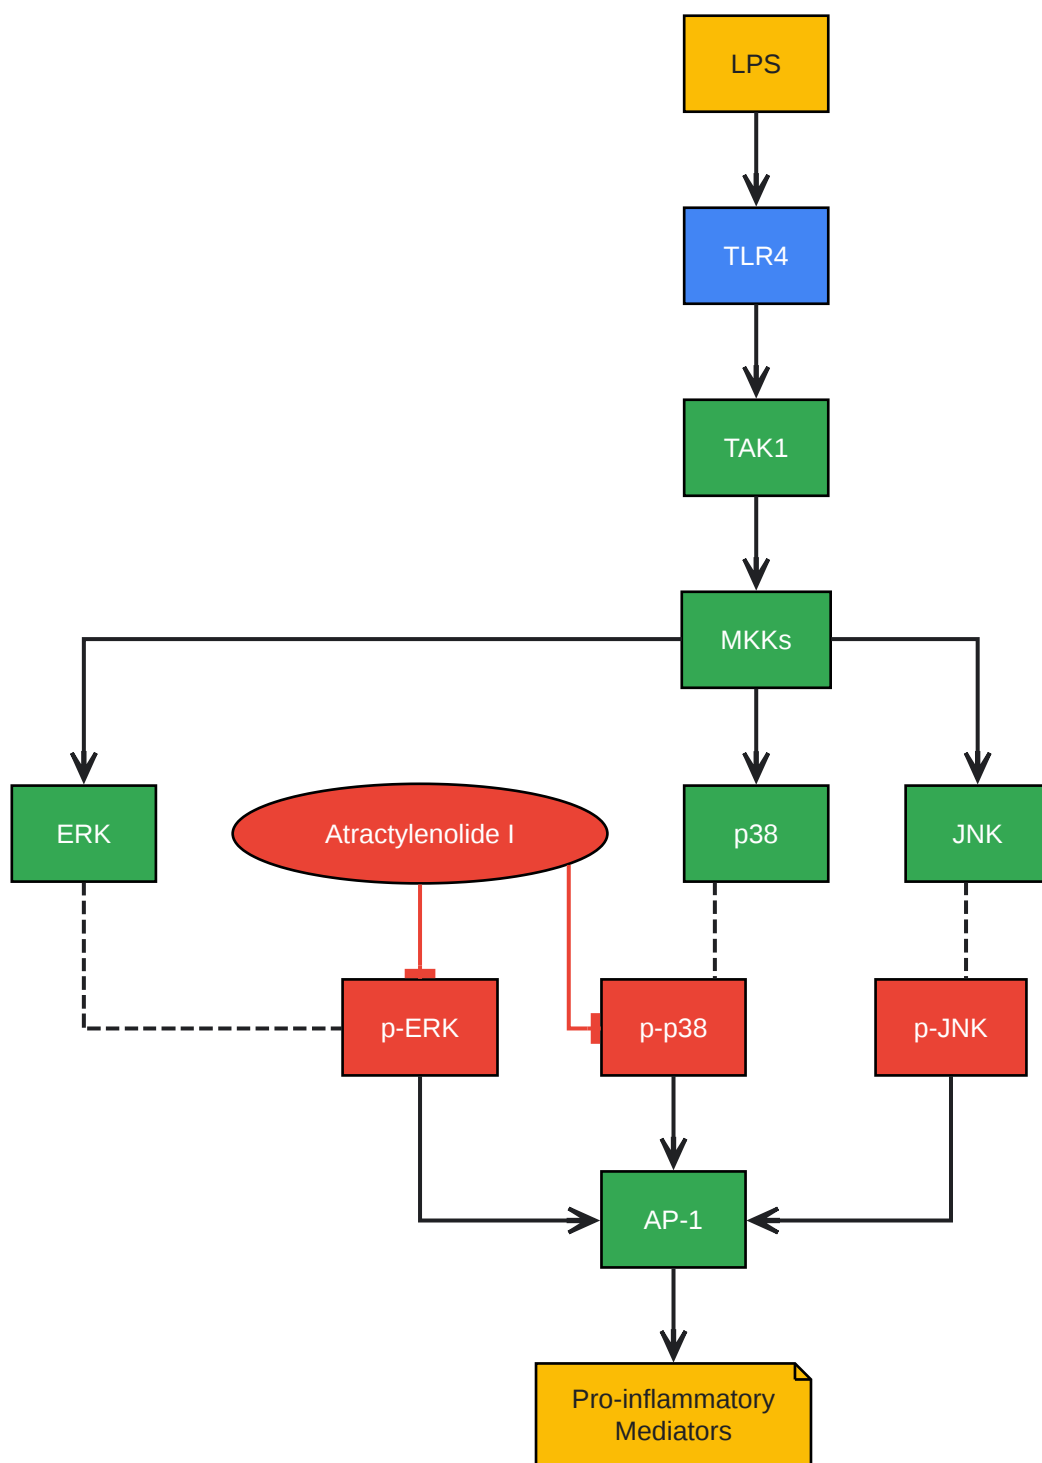 LPS
TLR4
TAK1
MKKs
ERK
Atractylenolide I
p38
JNK
p-ERK
p-p38
p-JNK
AP-1
Pro-inflammatory
Mediators